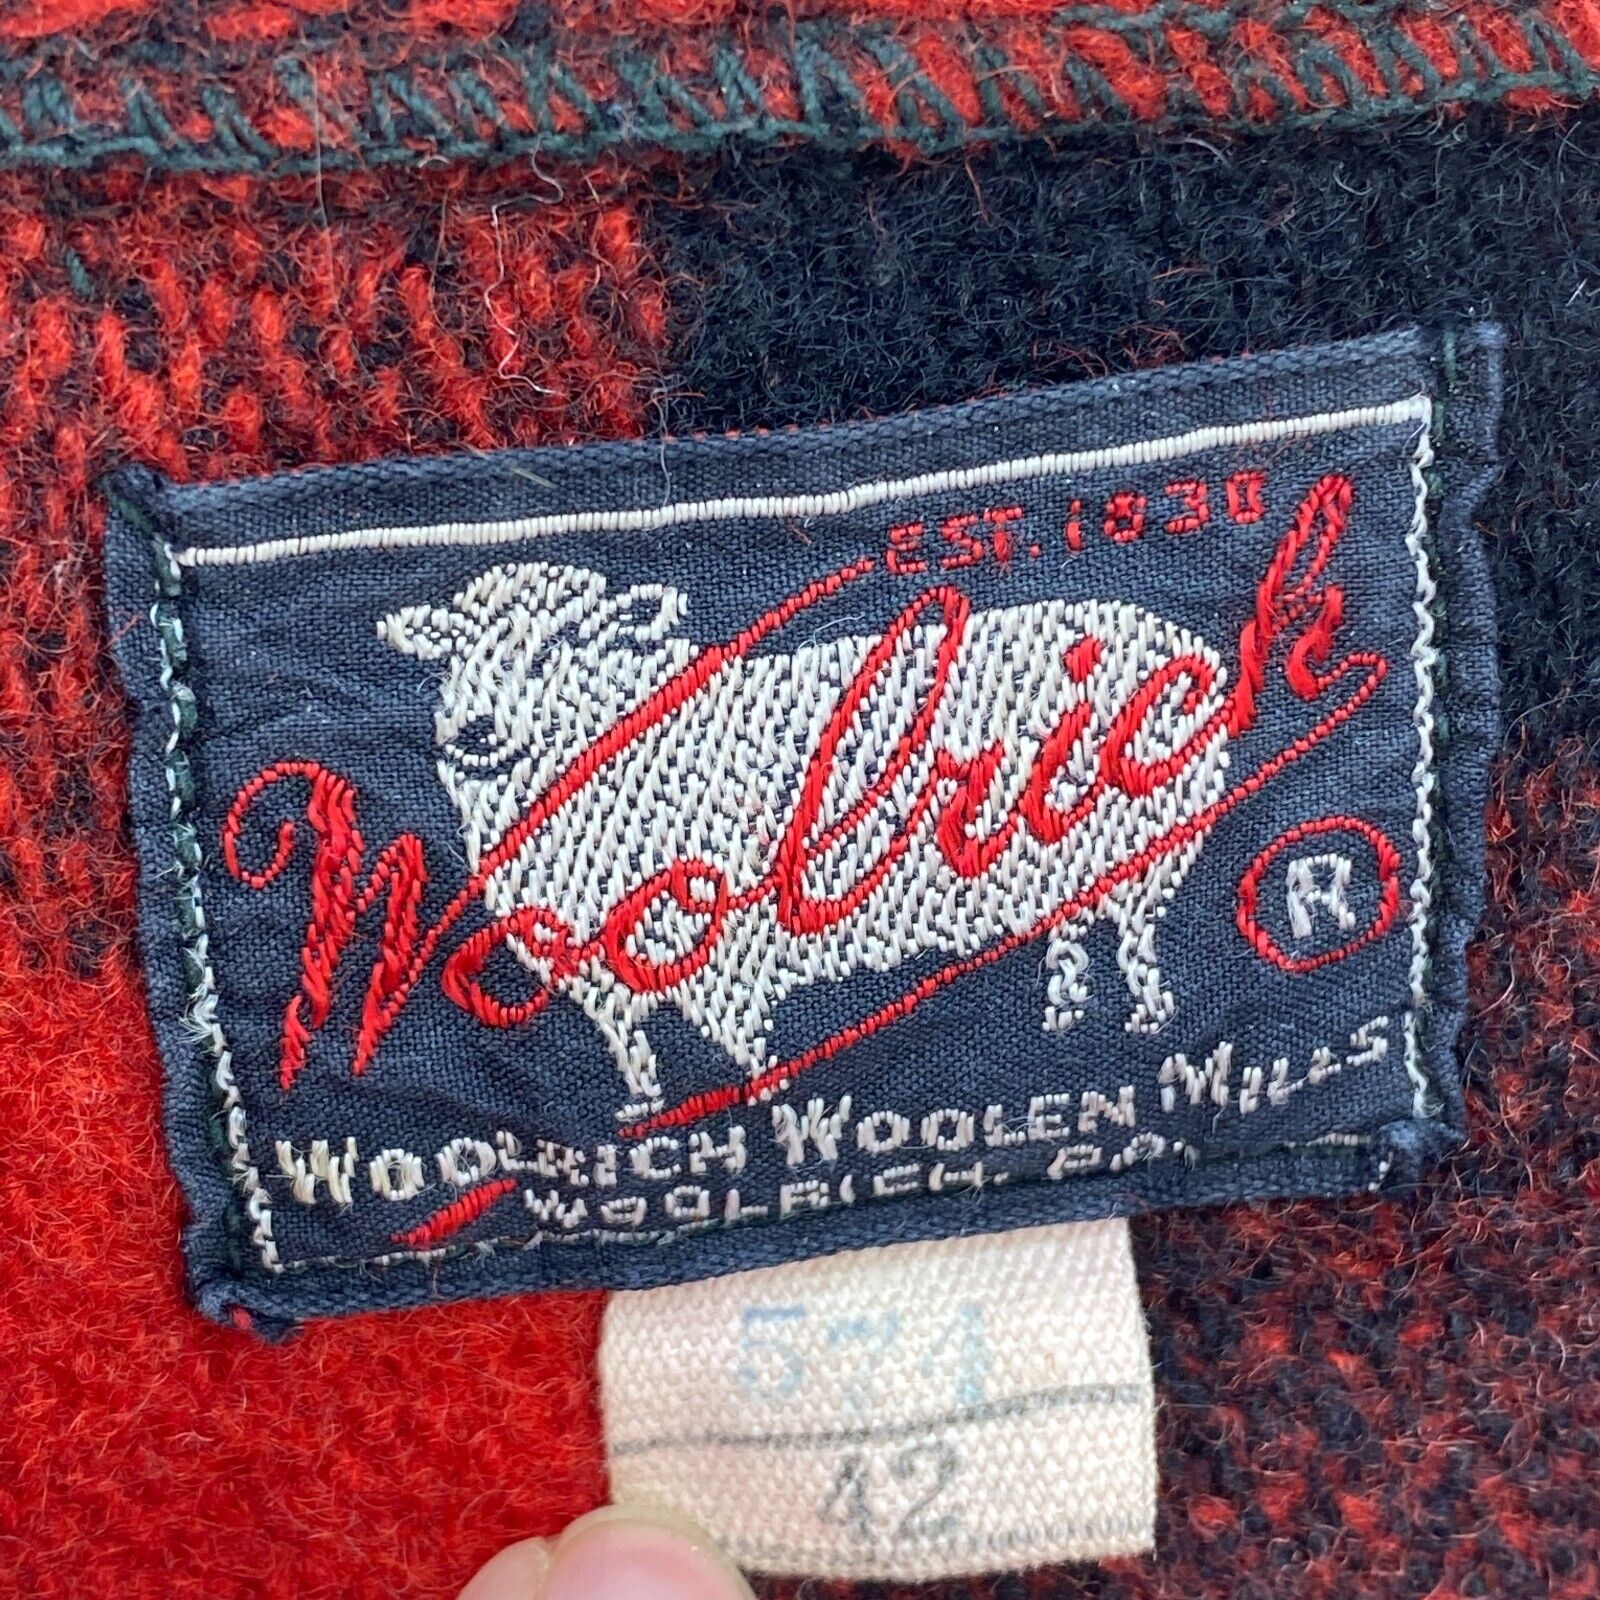 EST. 1830
Woolrich
R
WOOLRICH WOOLEN MILLS
WOOLRICH, PA.
574
42